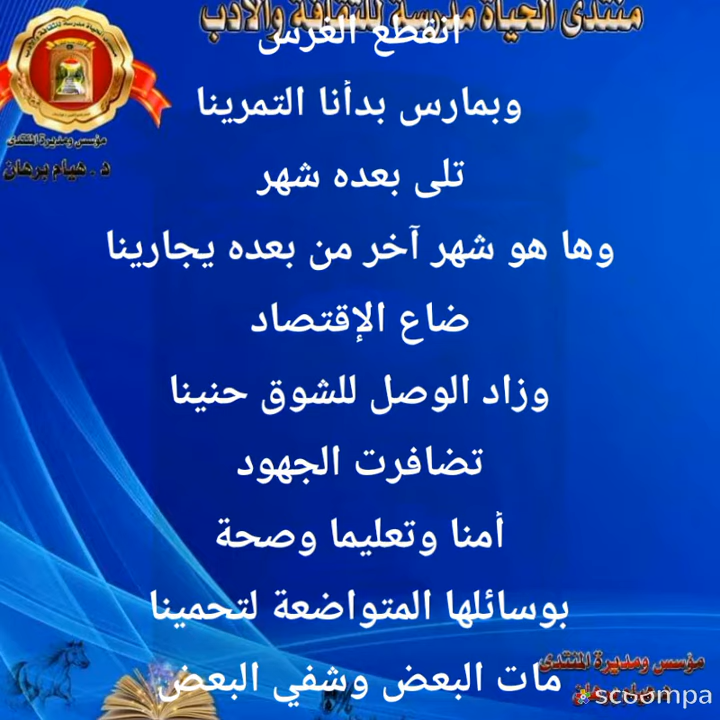 منتدى الحياة مدرسة للثقافة والأدب
انقطع الغرس
مؤسس ومديرة المنتدى
د . هيام برهان
وبمارس بدأنا التمرينا
تلى بعده شهر
وها هو شهر آخر من بعده يجارينا
ضاع الإقتصاد
وزاد الوصل للشوق حنينا
تضافرت الجهود
أمنا وتعليما وصحة
بوسائلها المتواضعة لتحمينا
مات البعض وشفي البعض
مؤسس ومديرة المنتدى
scoompa